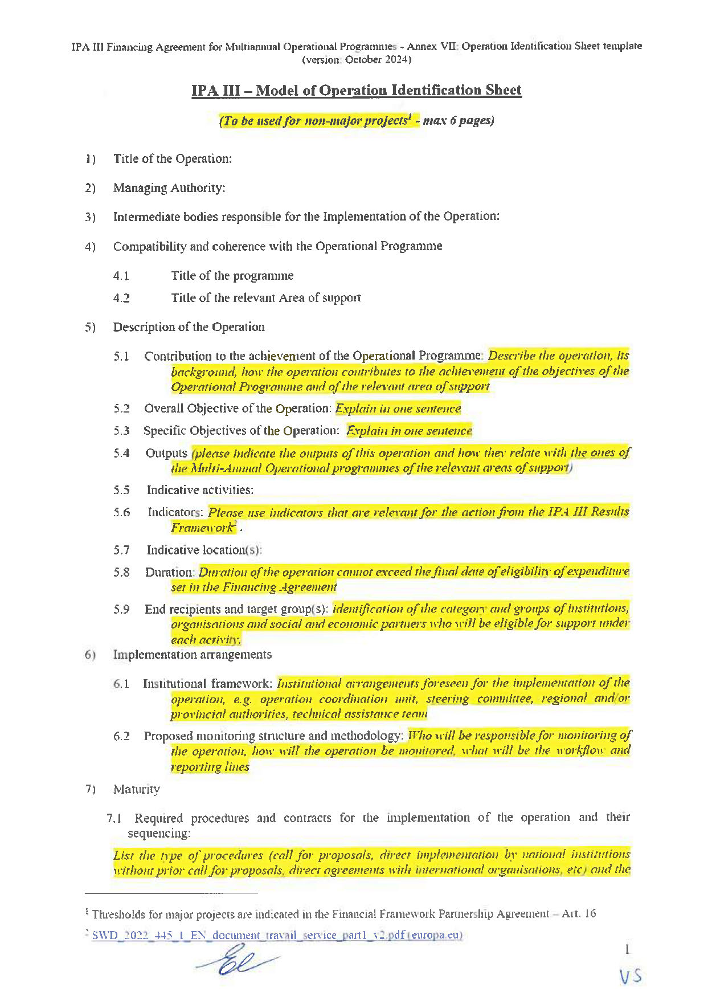 IPA III Financing Agreement for Multiannual Operational Programmes - Annex VII: Operation Identification Sheet template
(version: October 2024)
IPA III – Model of Operation Identification Sheet
(To be used for non-major projects¹ - max 6 pages)
1) Title of the Operation:
2) Managing Authority:
3) Intermediate bodies responsible for the Implementation of the Operation:
4) Compatibility and coherence with the Operational Programme
4.1 Title of the programme
4.2 Title of the relevant Area of support
5) Description of the Operation
5.1 Contribution to the achievement of the Operational Programme: Describe the operation, its
background, how the operation contributes to the achievement of the objectives of the
Operational Programme and of the relevant area of support
5.2 Overall Objective of the Operation: Explain in one sentence
5.3 Specific Objectives of the Operation: Explain in one sentence
5.4 Outputs (please indicate the outputs of this operation and how they relate with the ones of
the Multi-Annual Operational programmes of the relevant areas of support)
5.5 Indicative activities:
5.6 Indicators: Please use indicators that are relevant for the action from the IPA III Results
Framework² .
5.7 Indicative location(s):
5.8 Duration: Duration of the operation cannot exceed the final date of eligibility of expenditure
set in the Financing Agreement
5.9 End recipients and target group(s): identification of the category and groups of institutions,
organisations and social and economic partners who will be eligible for support under
each activity.
6) Implementation arrangements
6.1 Institutional framework: Institutional arrangements foreseen for the implementation of the
operation, e.g. operation coordination unit, steering committee, regional and/or
provincial authorities, technical assistance team
6.2 Proposed monitoring structure and methodology: Who will be responsible for monitoring of
the operation, how will the operation be monitored, what will be the workflow and
reporting lines
7) Maturity
7.1 Required procedures and contracts for the implementation of the operation and their
sequencing:
List the type of procedures (call for proposals, direct implementation by national institutions
without prior call for proposals, direct agreements with international organisations, etc) and the
¹ Thresholds for major projects are indicated in the Financial Framework Partnership Agreement – Art. 16
² SWD_2022_445_1_EN_document_travail_service_part1_v2.pdf (europa.eu)
1
VS